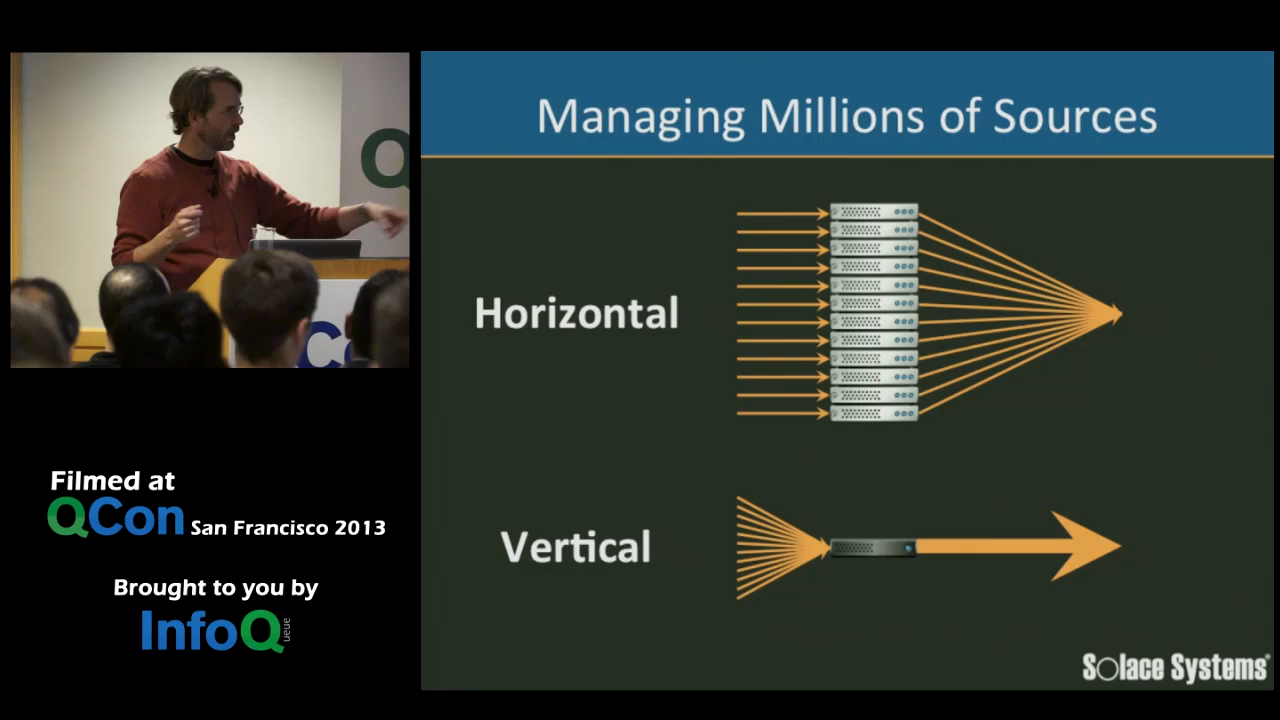 Managing Millions of Sources
Horizontal
Vertical
Solace Systems
Filmed at
QCon San Francisco 2013
Brought to you by
InfoQ
ueue
Q
C